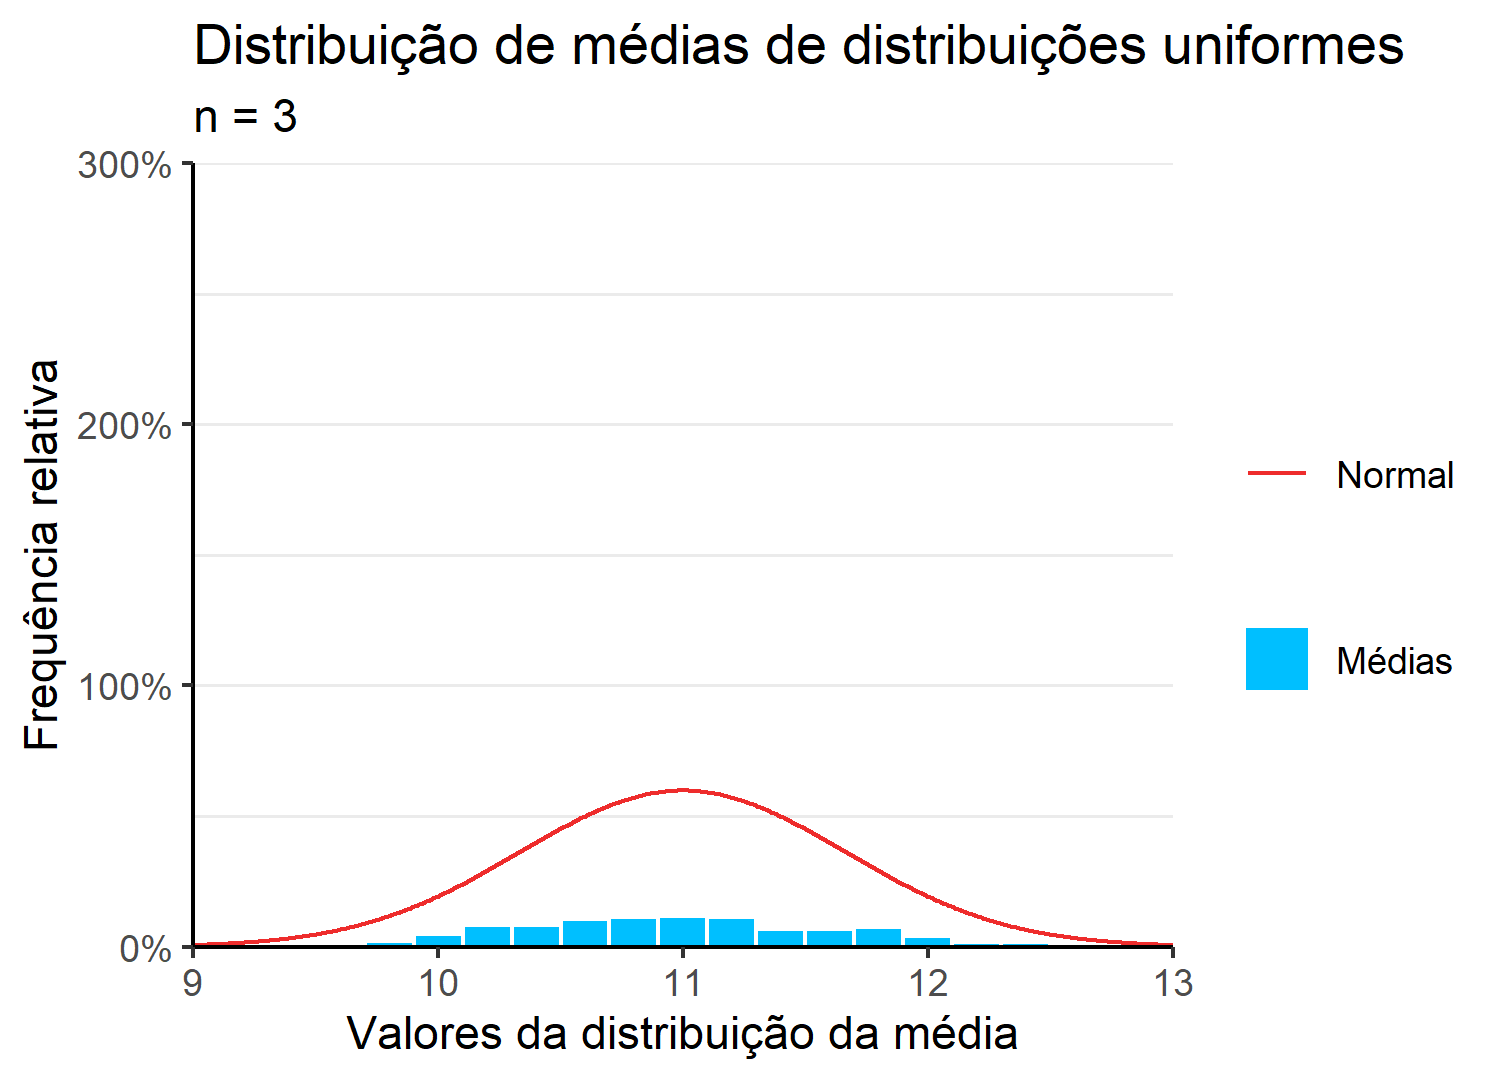 Distribuição de médias de distribuições uniformes
n = 3
300%
200%
100%
0%
Frequência relativa
9
10
11
12
13
Valores da distribuição da média
Normal
Médias